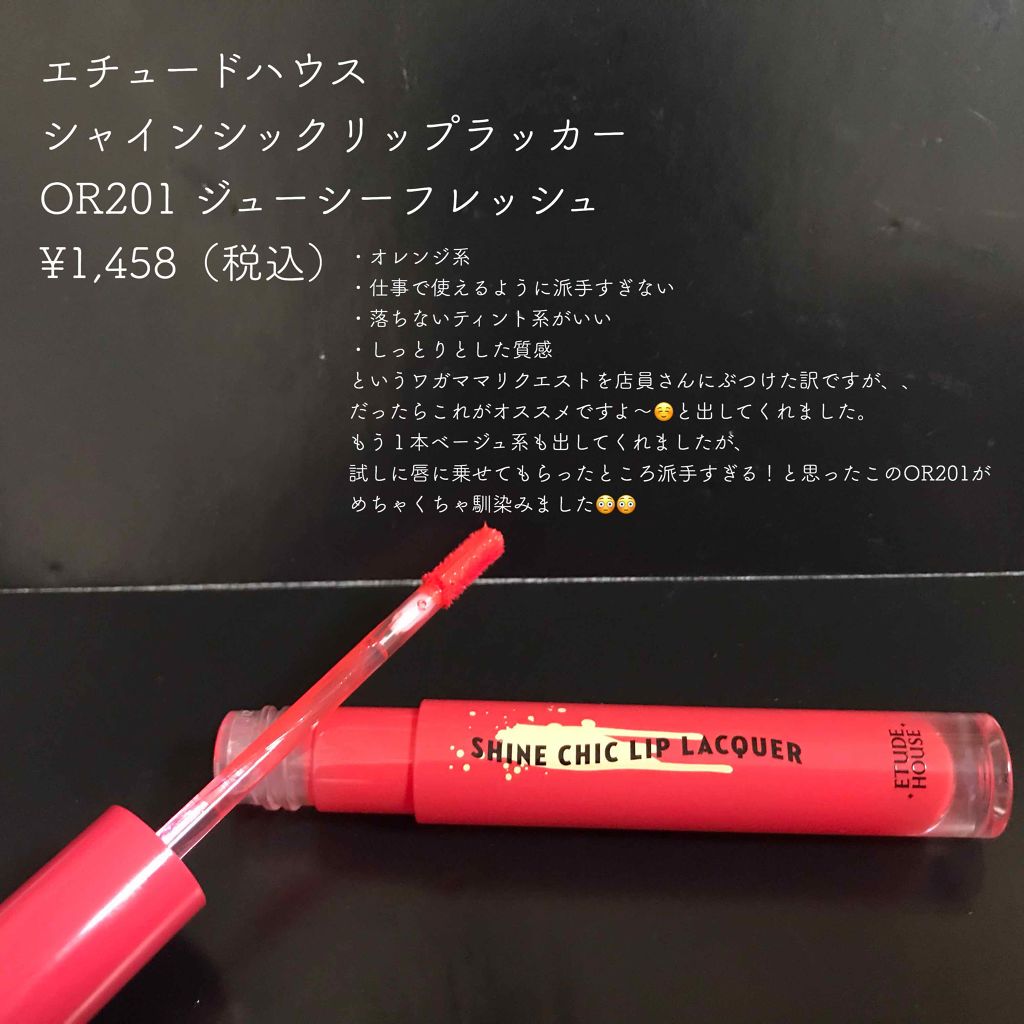 エチュードハウス
シャインシックリップラッカー
OR201 ジューシーフレッシュ
¥1,458（税込）
・オレンジ系
・仕事で使えるように派手すぎない
・落ちないティント系がいい
・しっとりとした質感
というワガママリクエストを店員さんにぶつけた訳ですが、、
だったらこれがオススメですよ〜☺️と出してくれました。
もう１本ベージュ系も出してくれましたが、
試しに唇に乗せてもらったところ派手すぎる！と思ったこのOR201が
めちゃくちゃ馴染みました😳😳
SHINE CHIC LIP LACQUER
ETUDE
HOUSE